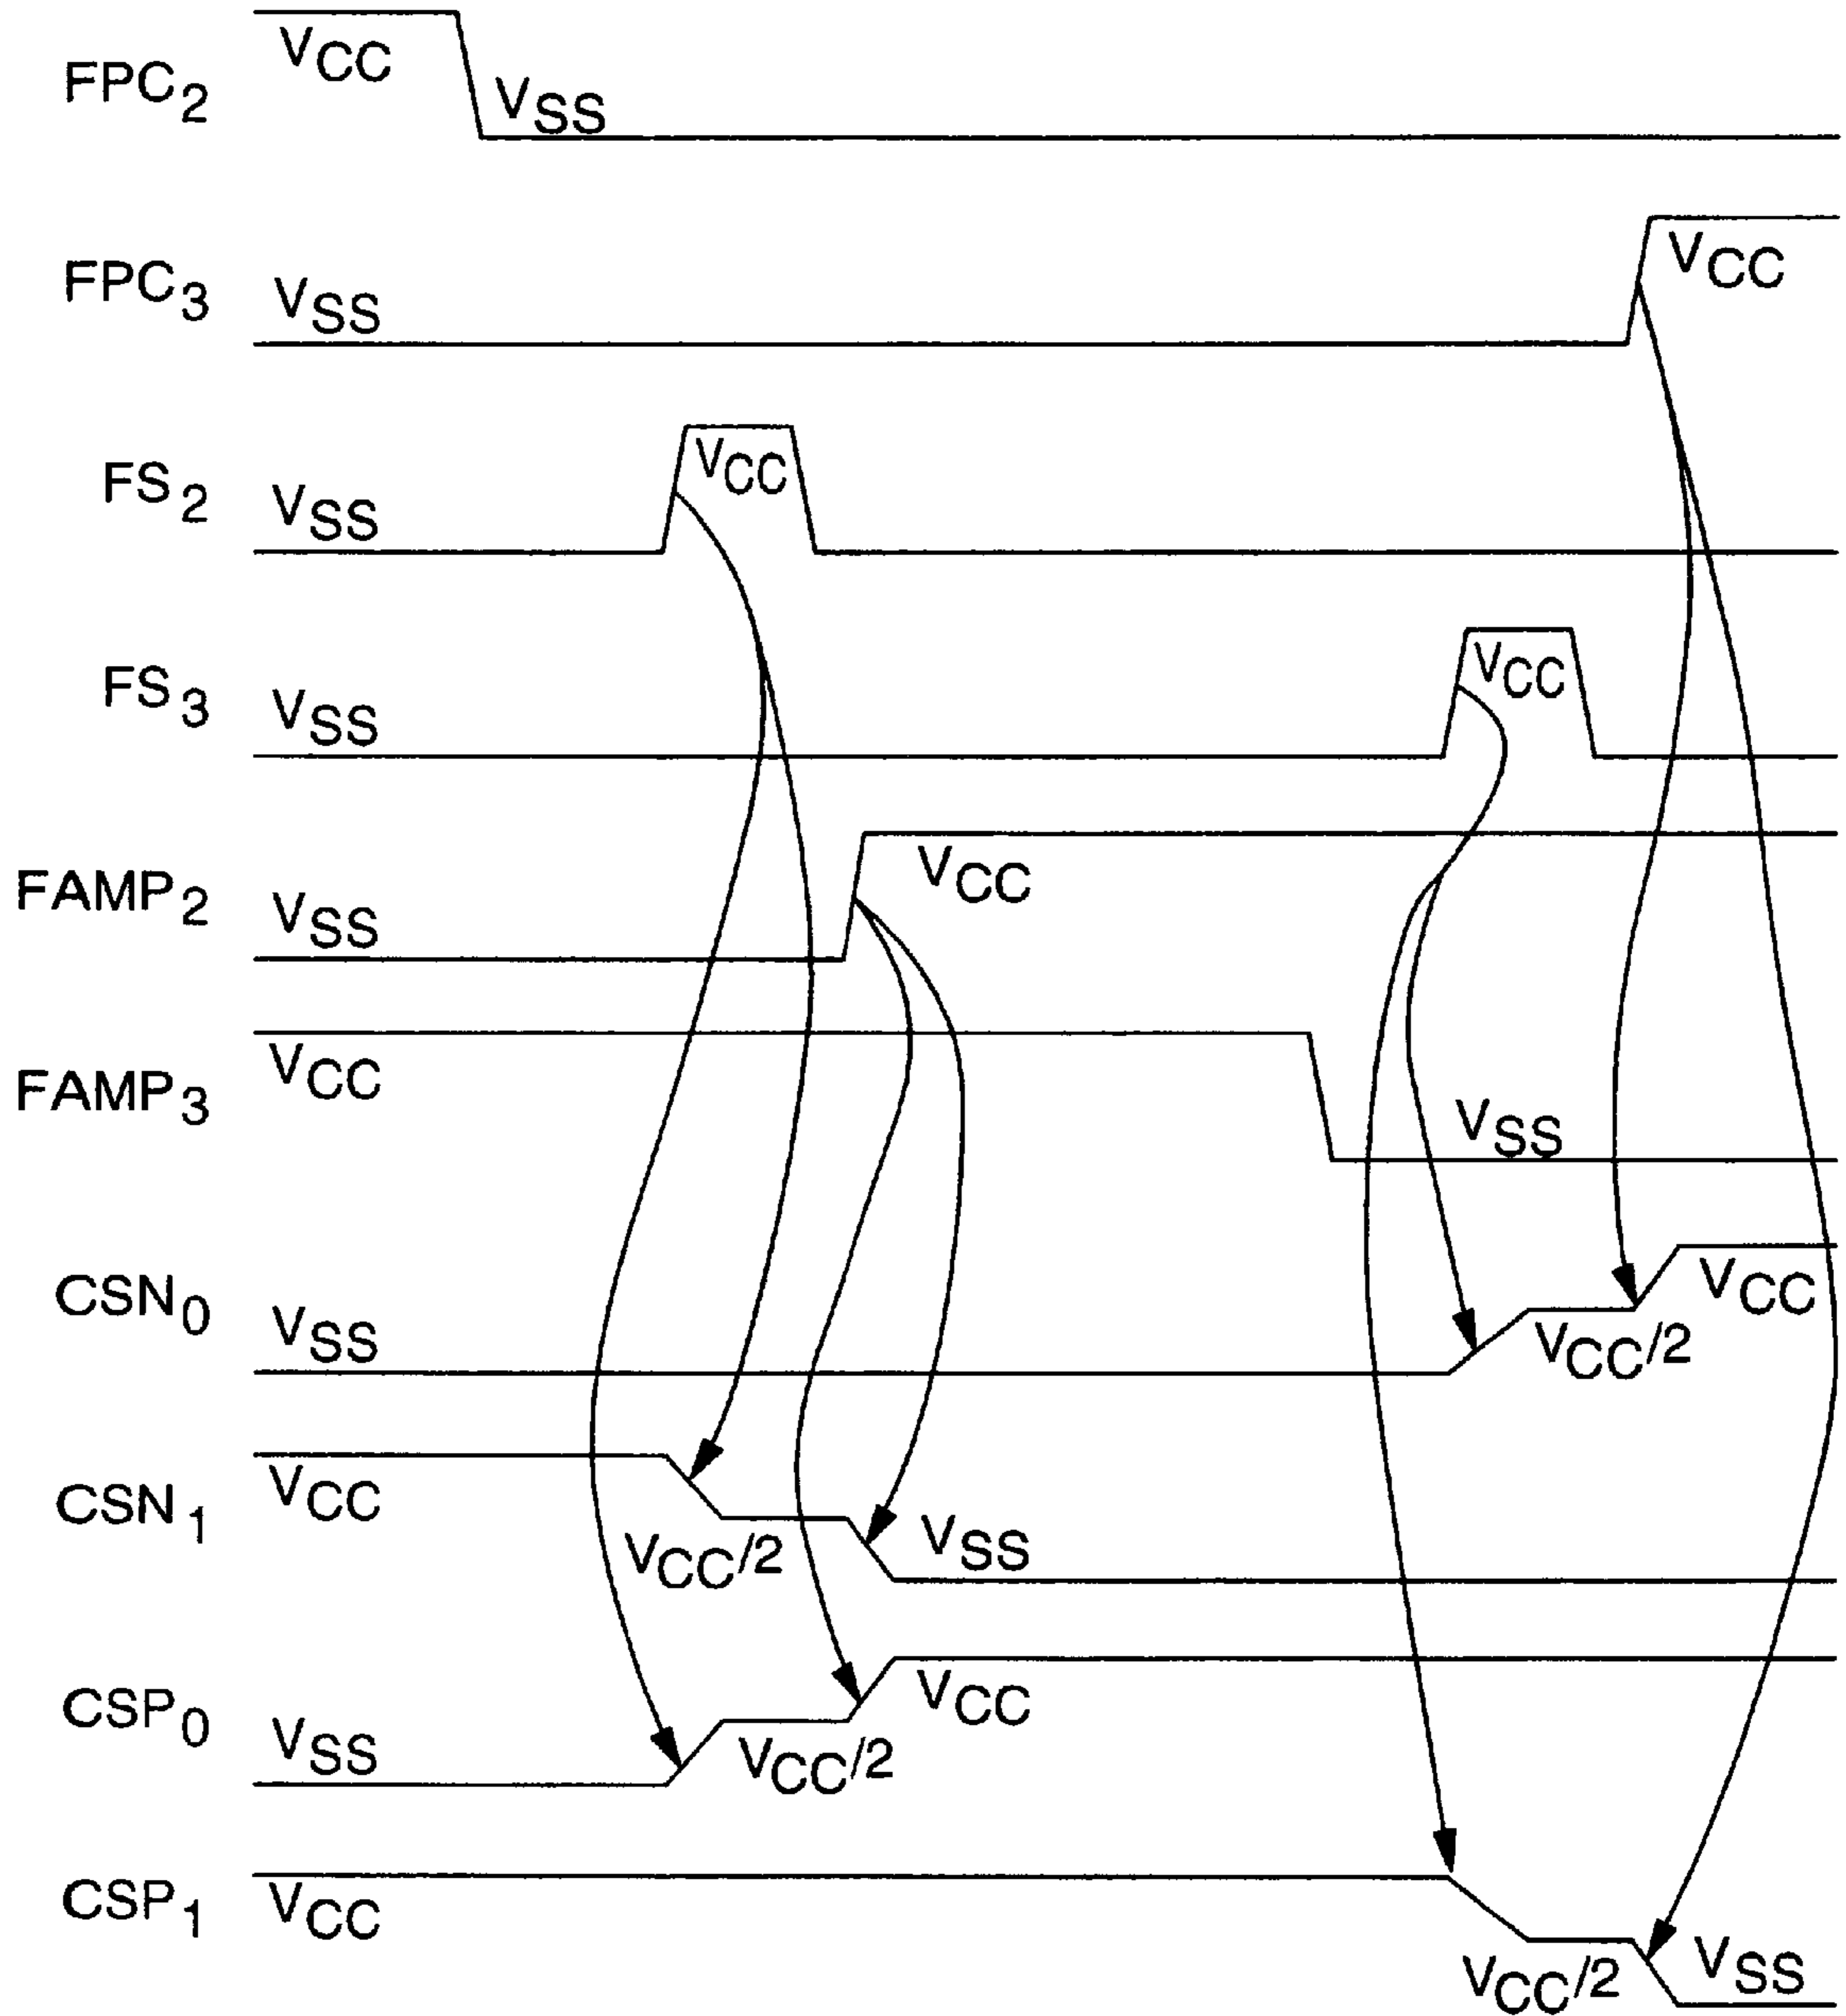 FPC2 VCC VSS
FPC3 VSS VCC
FS2 VSS VCC
FS3 VSS VCC
FAMP2 VSS VCC
FAMP3 VCC VSS
CSN0 VSS VCC/2 VCC
CSN1 VCC VCC/2 VSS
CSP0 VSS VCC/2 VCC
CSP1 VCC VCC/2 VSS